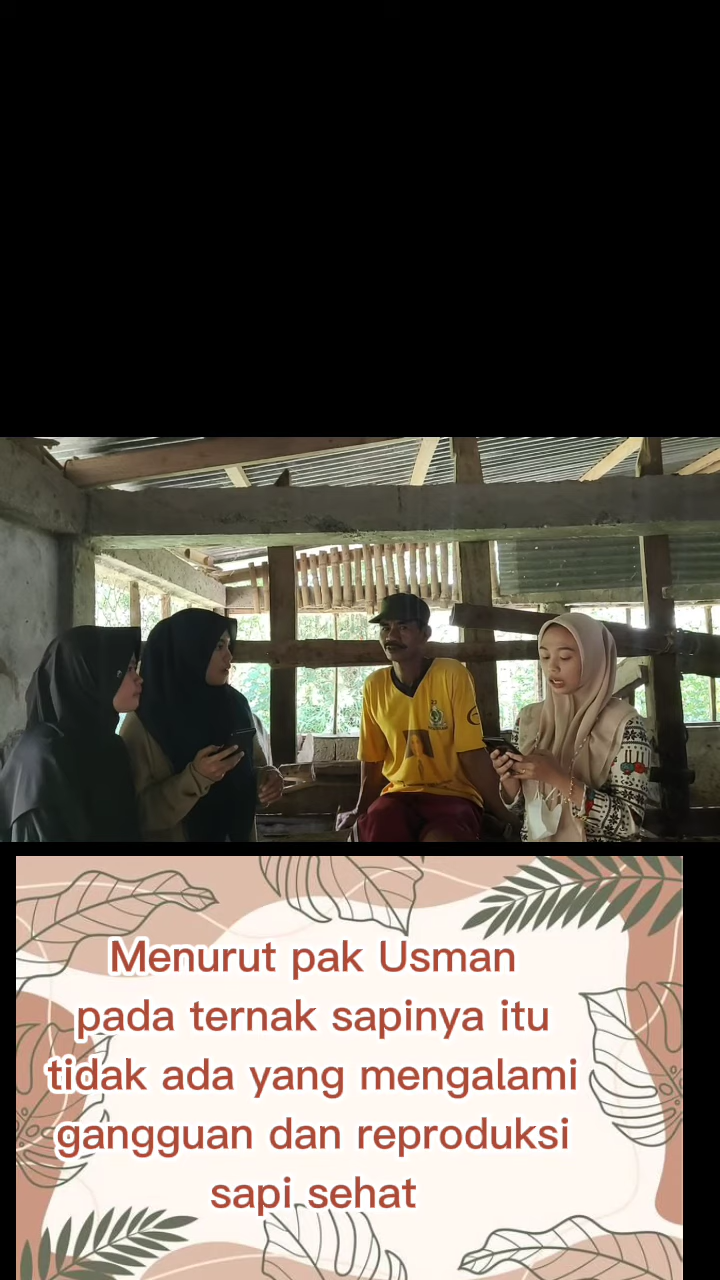 Menurut pak Usman
pada ternak sapinya itu
tidak ada yang mengalami
gangguan dan reproduksi
sapi sehat